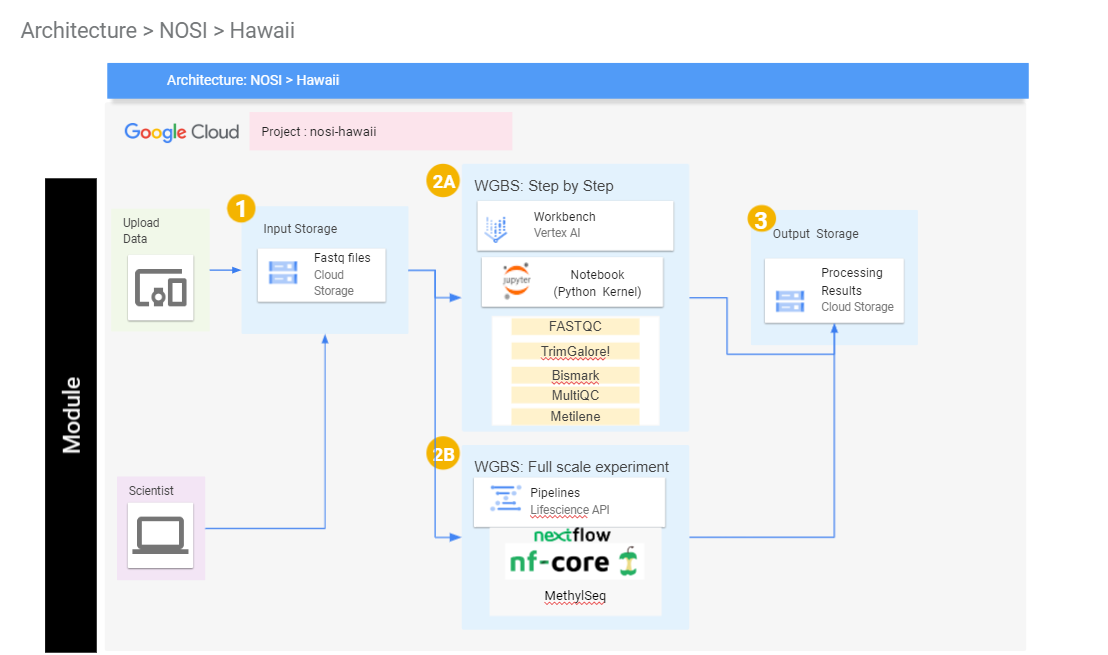 Architecture > NOSI > Hawaii
Architecture: NOSI > Hawaii
Google Cloud
Project : nosi-hawaii
Module
Upload
Data
1
Input Storage
Fastq files
Cloud
Storage
Scientist
2A
WGBS: Step by Step
Workbench
Vertex AI
jupyter
Notebook
(Python Kernel)
FASTQC
TrimGalore!
Bismark
MultiQC
Metilene
2B
WGBS: Full scale experiment
Pipelines
Lifescience API
nextflow
nf-core
MethylSeq
3
Output Storage
Processing
Results
Cloud Storage